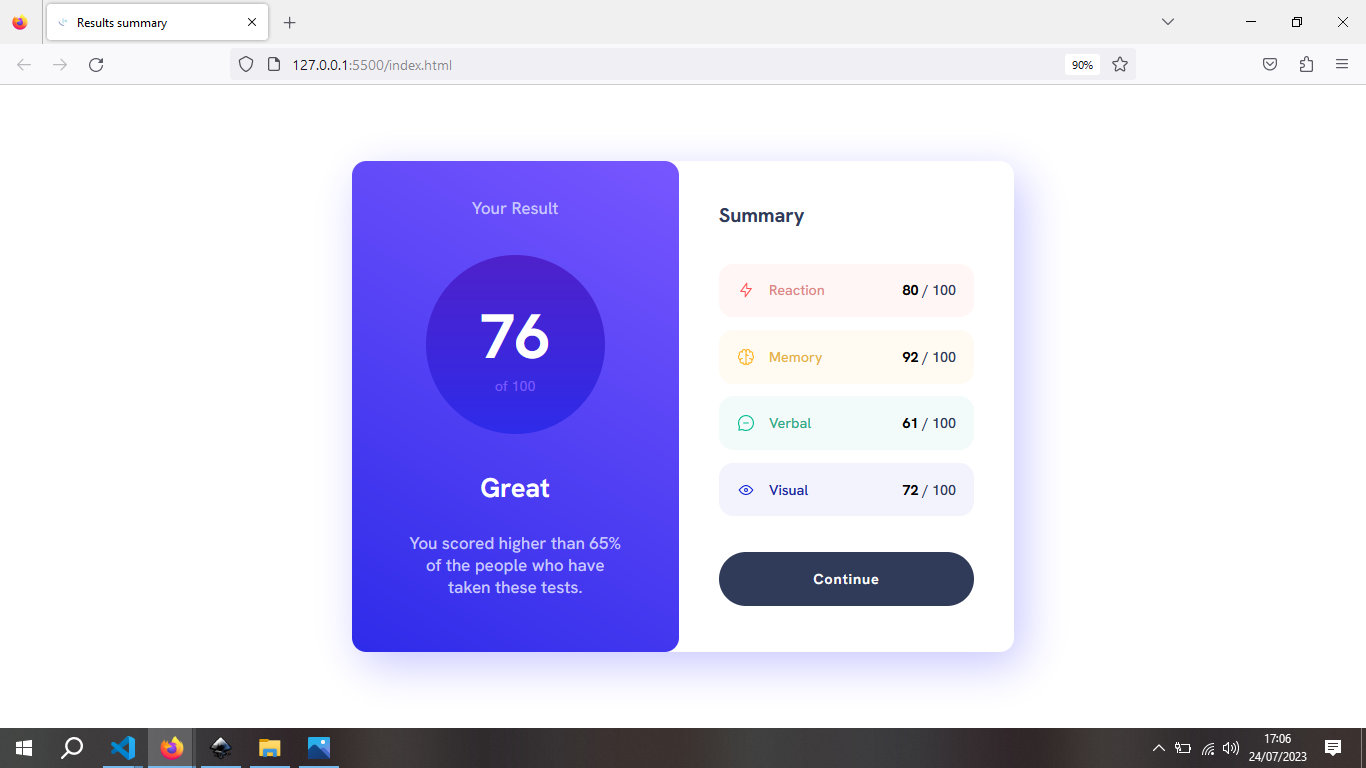 Results summary
127.0.0.1:5500/index.html
90%
Your Result
76
of 100
Great
You scored higher than 65%
of the people who have
taken these tests.
Summary
Reaction 80 / 100
Memory 92 / 100
Verbal 61 / 100
Visual 72 / 100
Continue
17:06
24/07/2023